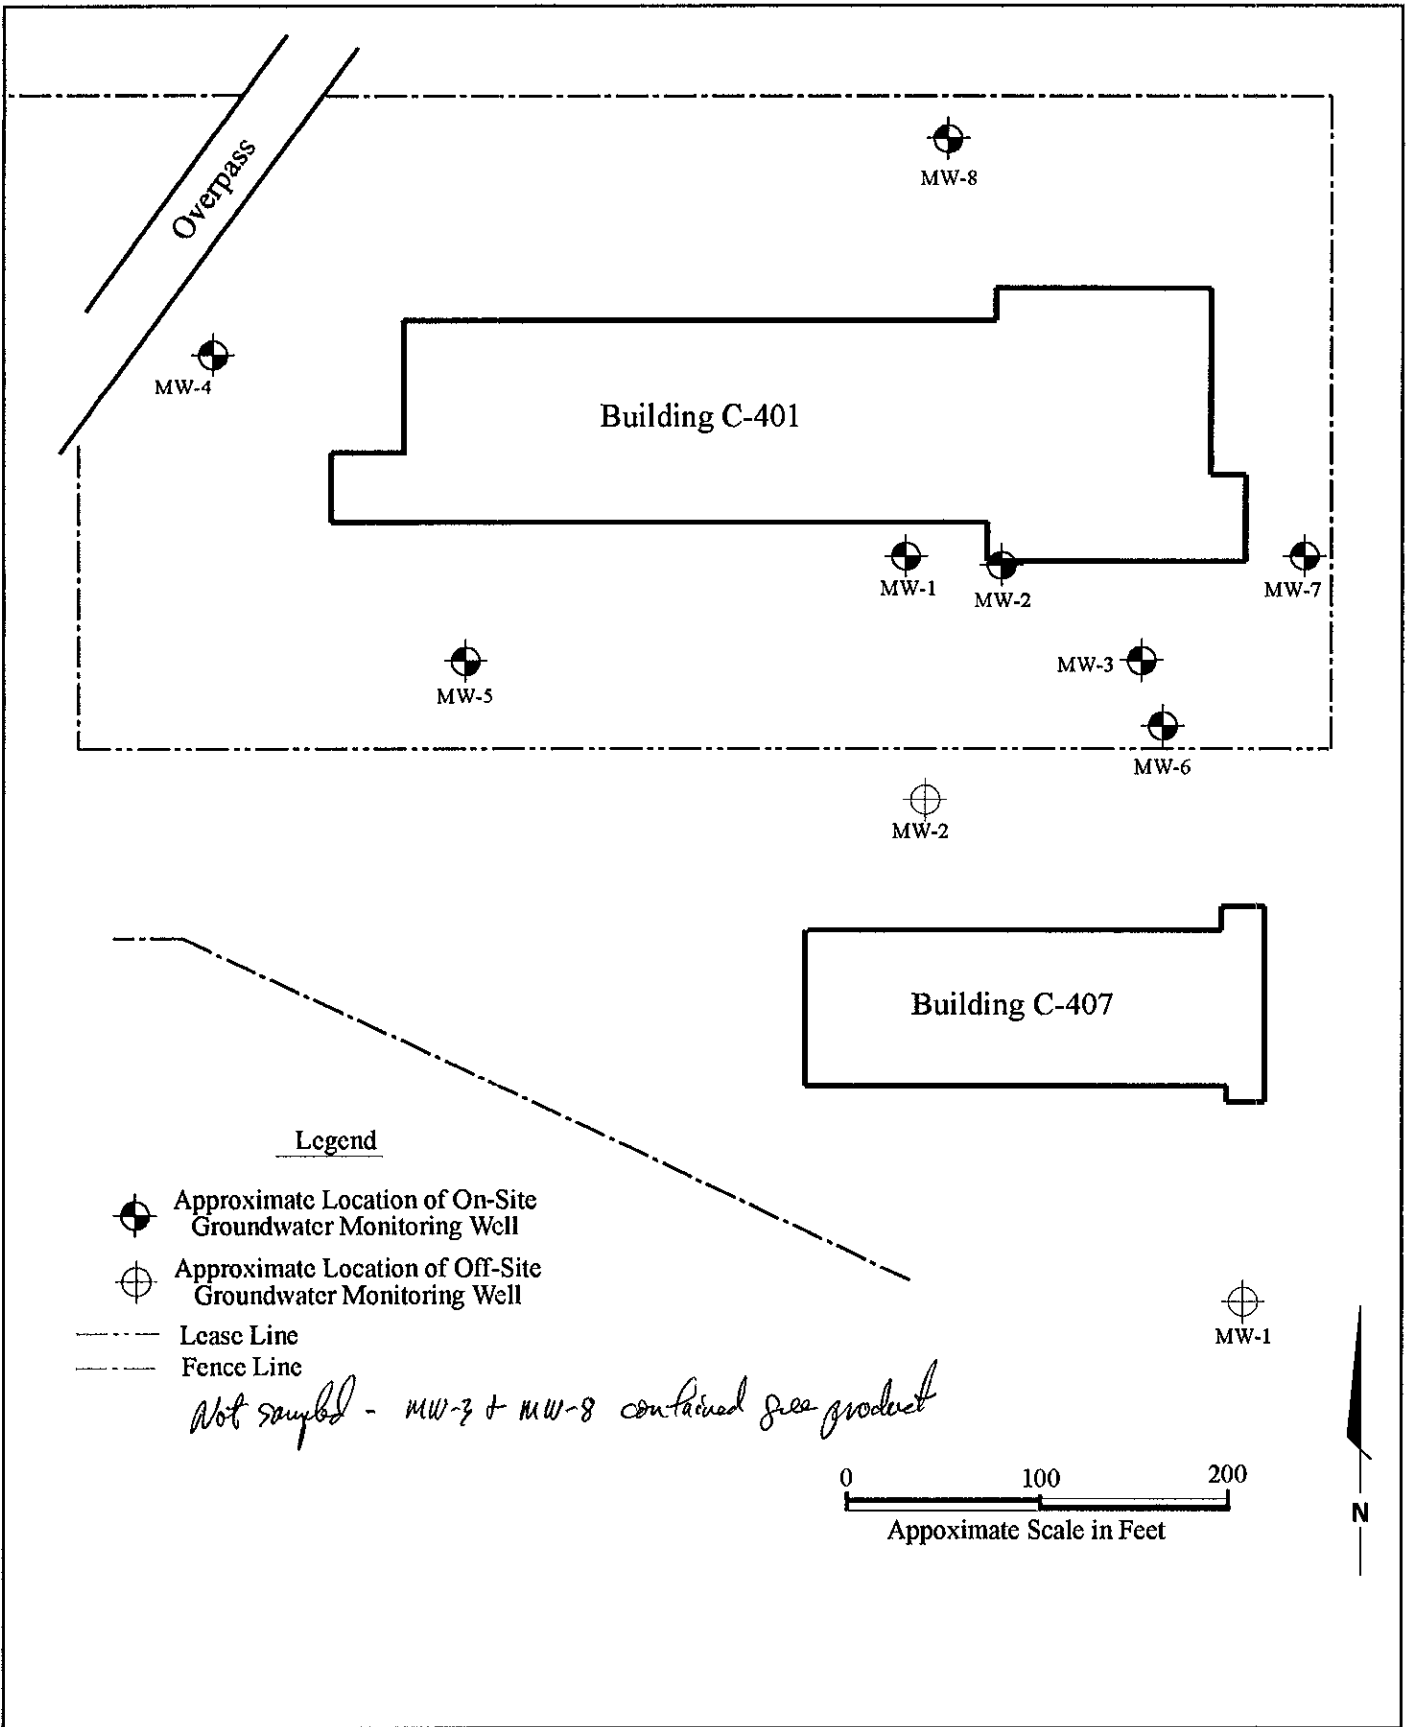 Overpass
MW-8
MW-4
Building C-401
MW-1
MW-2
MW-7
MW-3
MW-5
MW-6
MW-2
Building C-407
Legend
Approximate Location of On-Site
Groundwater Monitoring Well
Approximate Location of Off-Site
Groundwater Monitoring Well
Lease Line
Fence Line
MW-1
Not sampled - MW-3 + MW-8 contained free product
0 100 200
Appoximate Scale in Feet
N